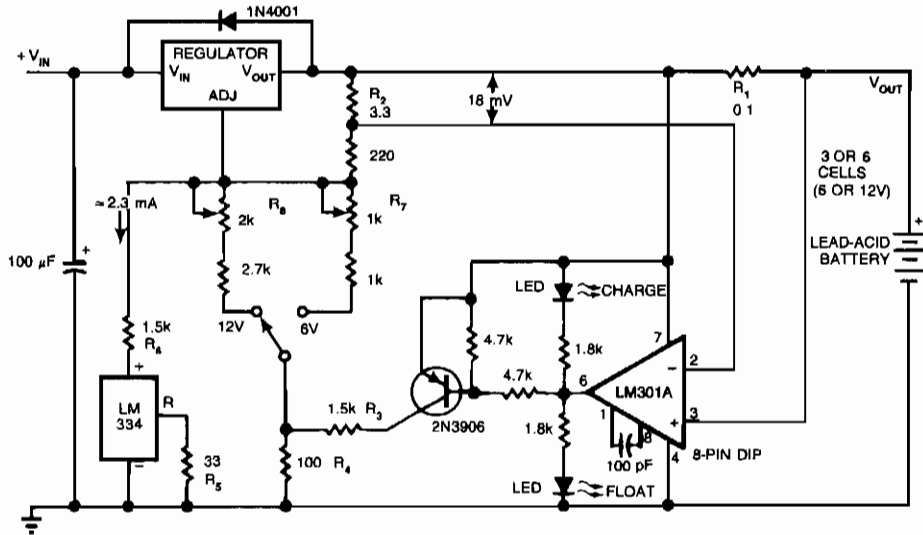 1N4001
+ VIN
REGULATOR
VIN VOUT
ADJ
R2
3.3
18 mV
R1
0 1
VOUT
220
3 OR 6
CELLS
(6 OR 12V)
≈2.3 mA
R8
2k
R7
1k
100 µF
+
2.7k
1k
LEAD-ACID
BATTERY
+
LED
CHARGE
12V
6V
1.5k
R6
4.7k
1.8k
7
2
+
LM
334
R
−
4.7k
6
−
LM301A
1.5k R3
2N3906
1
8
+
3
1.8k
33
R5
100 R4
100 pF
4
8-PIN DIP
LED
FLOAT